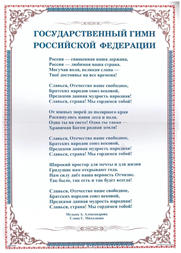 ГОСУДАРСТВЕННЫЙ ГИМН
РОССИЙСКОЙ ФЕДЕРАЦИИ
Россия – священная наша держава,
Россия – любимая наша страна.
Могучая воля, великая слава –
Твоё достоянье на все времена!
Славься, Отечество наше свободное,
Братских народов союз вековой,
Предками данная мудрость народная!
Славься, страна! Мы гордимся тобой!
От южных морей до полярного края
Раскинулись наши леса и поля.
Одна ты на свете! Одна ты такая –
Хранимая Богом родная земля!
Славься, Отечество наше свободное,
Братских народов союз вековой,
Предками данная мудрость народная!
Славься, страна! Мы гордимся тобой!
Широкий простор для мечты и для жизни
Грядущие нам открывают года.
Нам силу даёт наша верность Отчизне.
Так было, так есть и так будет всегда!
Славься, Отечество наше свободное,
Братских народов союз вековой,
Предками данная мудрость народная!
Славься, страна! Мы гордимся тобой!
Музыка А. Александрова
Слова С. Михалкова